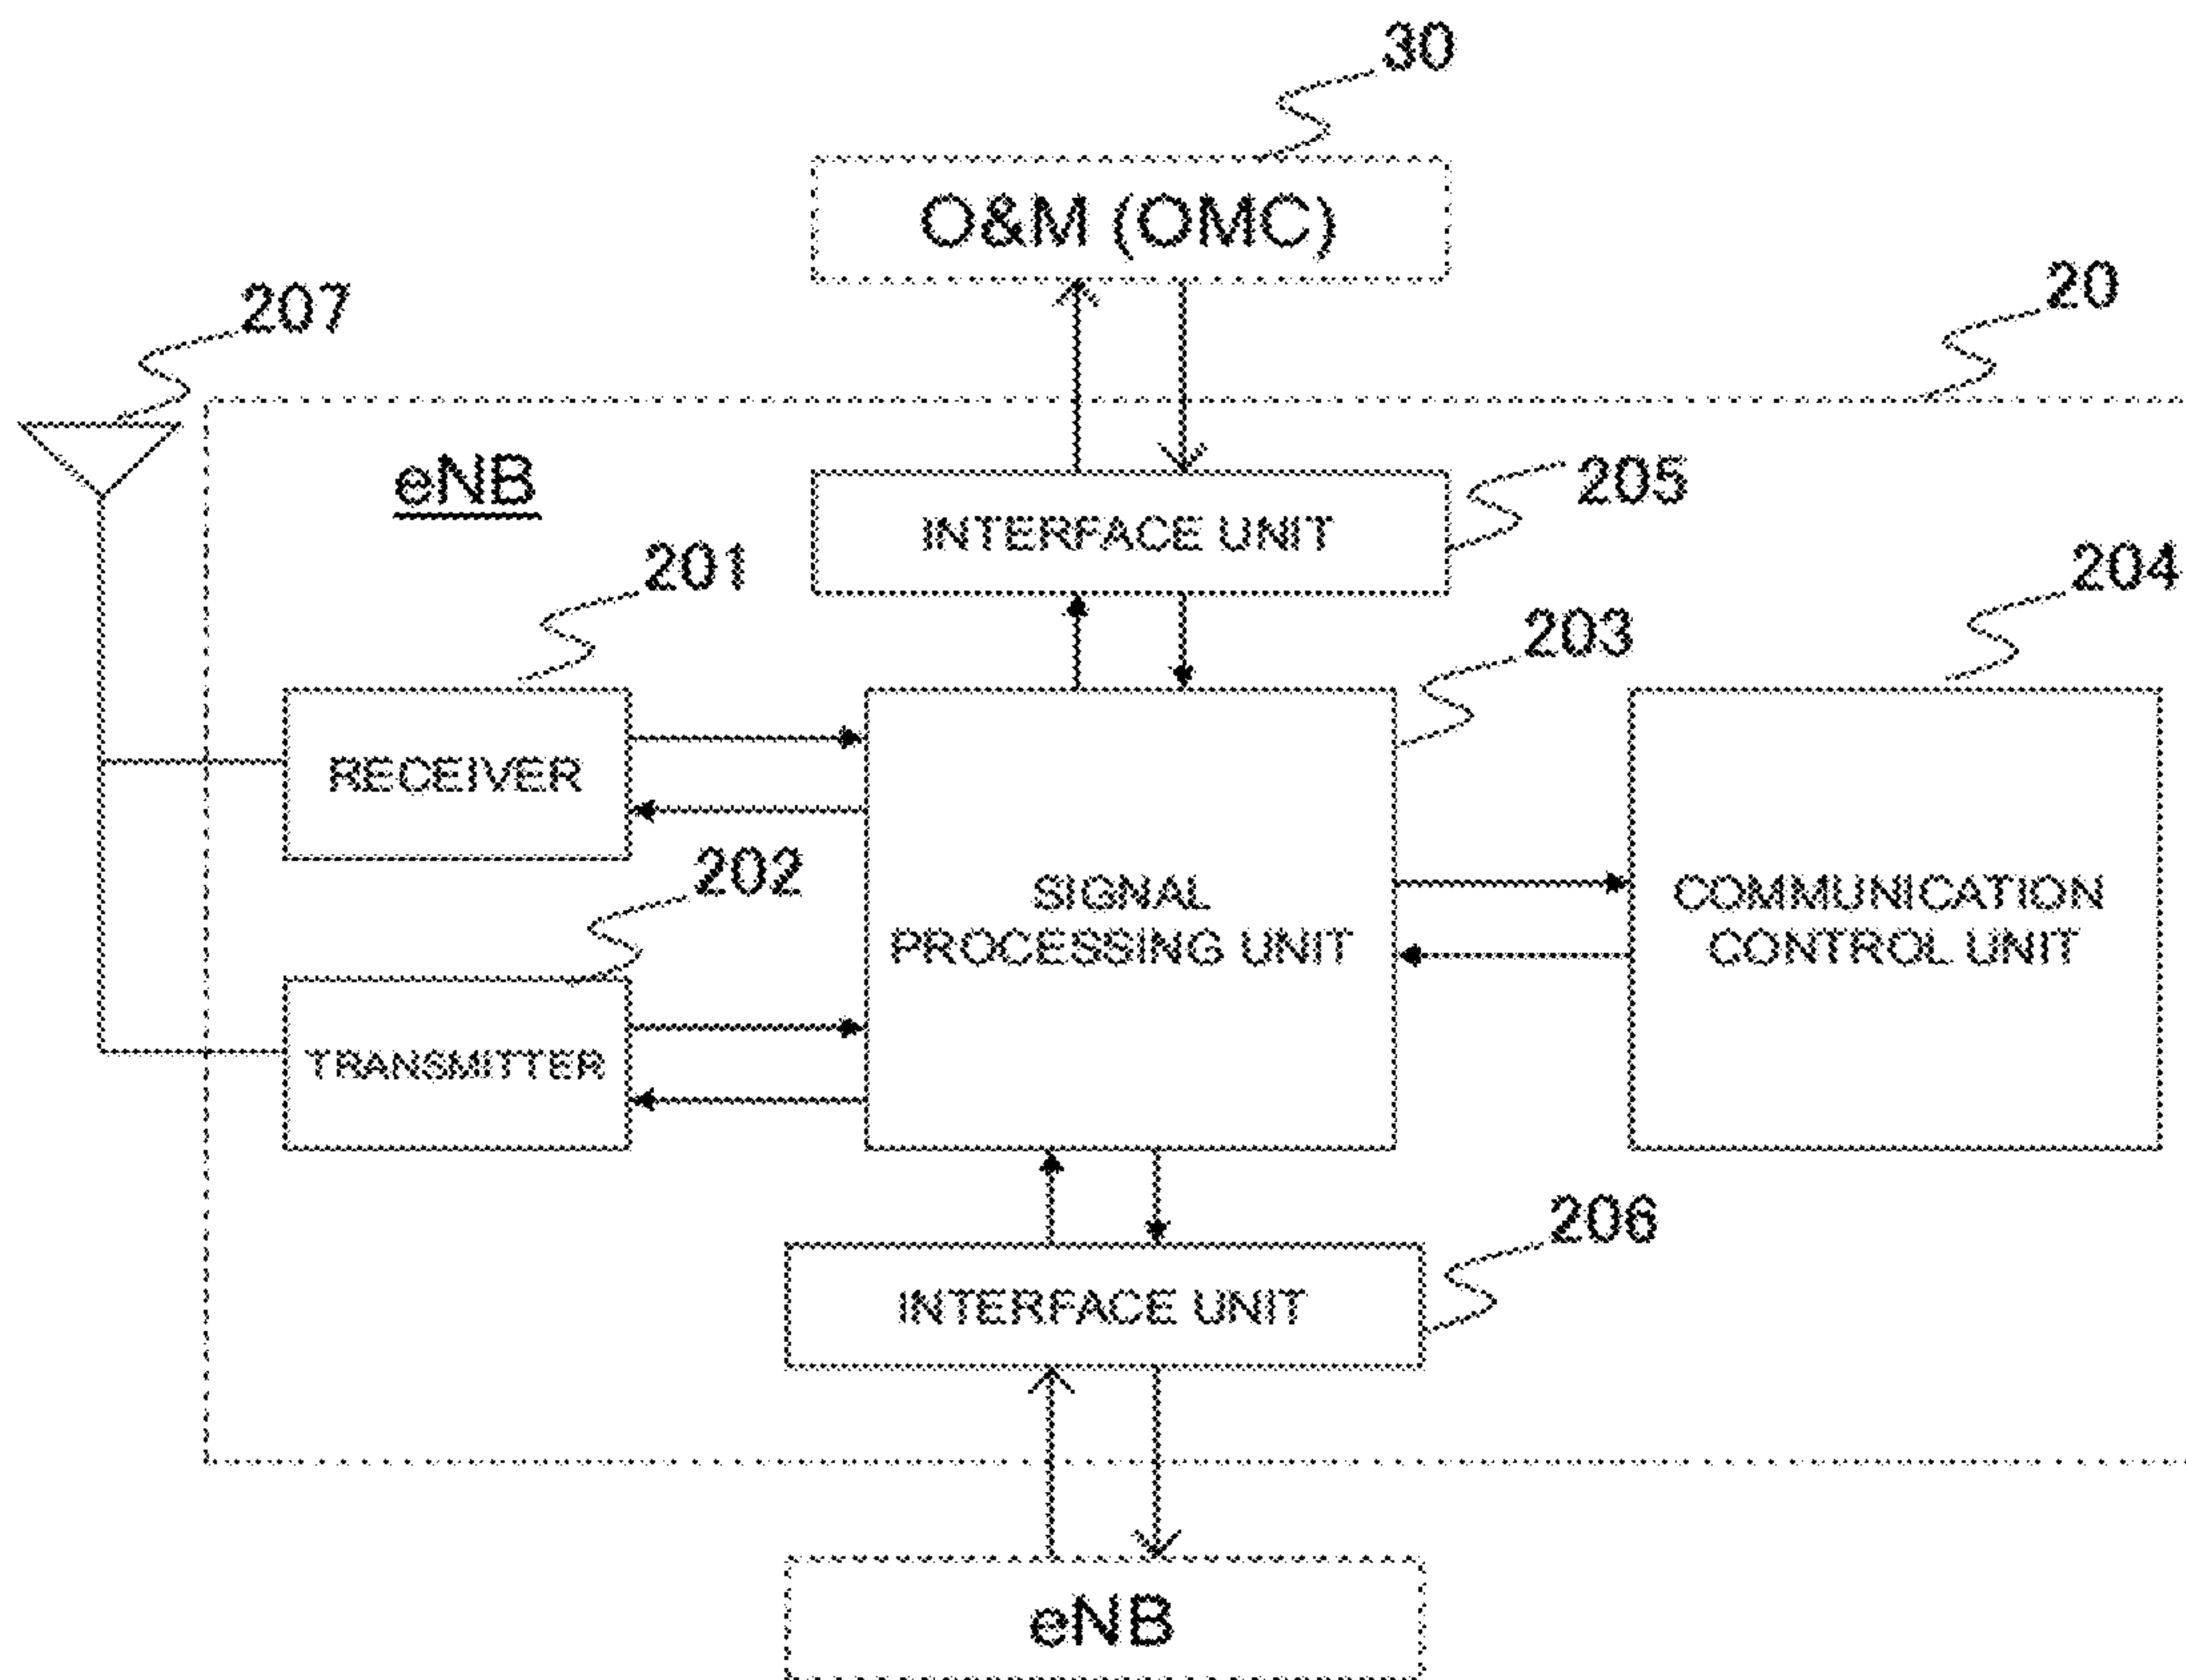 30
O&M (OMC)
20
207
eNB
205
INTERFACE UNIT
201
204
203
RECEIVER
202
SIGNAL
PROCESSING UNIT
COMMUNICATION
CONTROL UNIT
TRANSMITTER
206
INTERFACE UNIT
eNB